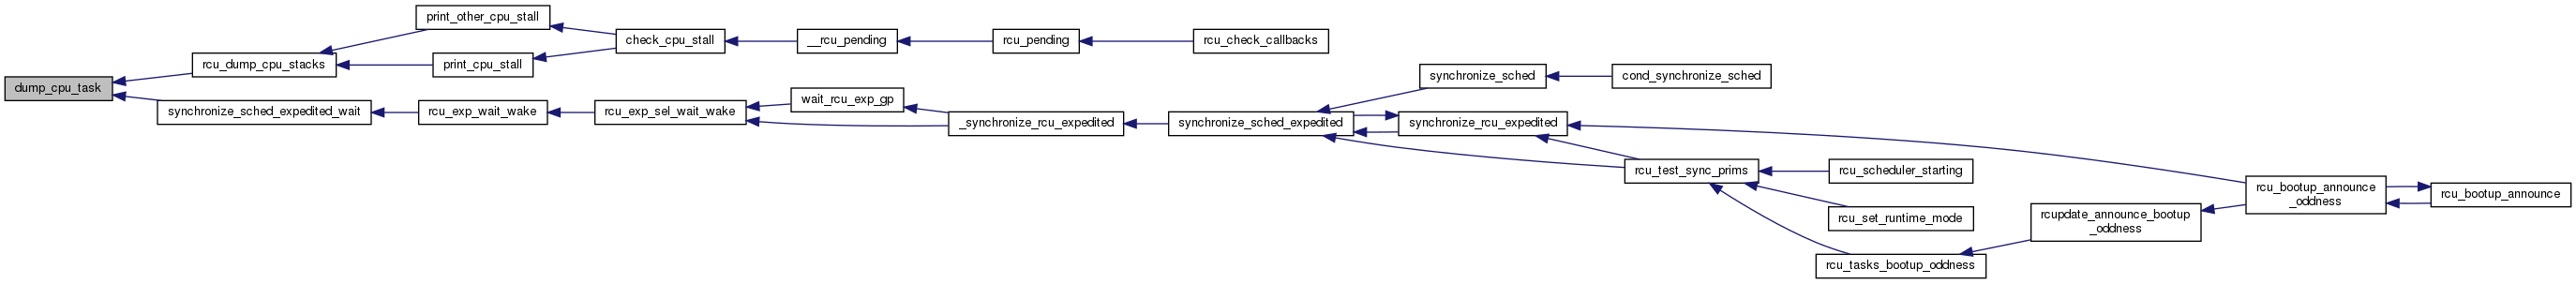 print_other_cpu_stall
check_cpu_stall
__rcu_pending
rcu_pending
rcu_check_callbacks
rcu_dump_cpu_stacks
print_cpu_stall
dump_cpu_task
synchronize_sched
cond_synchronize_sched
synchronize_sched_expedited_wait
rcu_exp_wait_wake
rcu_exp_sel_wait_wake
wait_rcu_exp_gp
_synchronize_rcu_expedited
synchronize_sched_expedited
synchronize_rcu_expedited
rcu_test_sync_prims
rcu_scheduler_starting
rcu_set_runtime_mode
rcu_tasks_bootup_oddness
rcupdate_announce_bootup
_oddness
rcu_bootup_announce
_oddness
rcu_bootup_announce